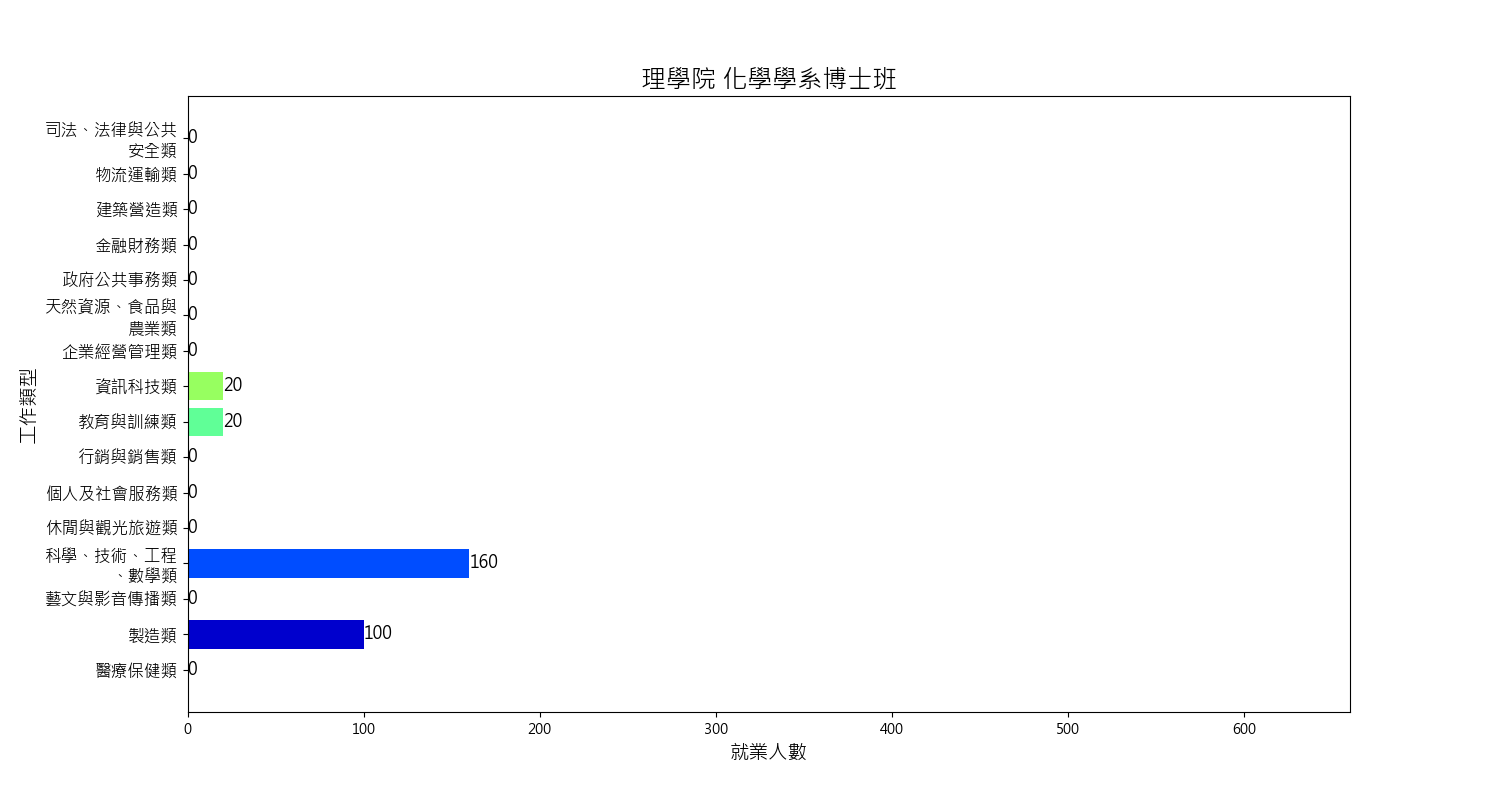 理學院 化學學系博士班
工作類型
司法、法律與公共
安全類
0
物流運輸類
0
建築營造類
0
金融財務類
0
政府公共事務類
0
天然資源、食品與
農業類
0
企業經營管理類
0
資訊科技類
20
教育與訓練類
20
行銷與銷售類
0
個人及社會服務類
0
休閒與觀光旅遊類
0
科學、技術、工程
、數學類
160
藝文與影音傳播類
0
製造類
100
醫療保健類
0
0 100 200 300 400 500 600
就業人數